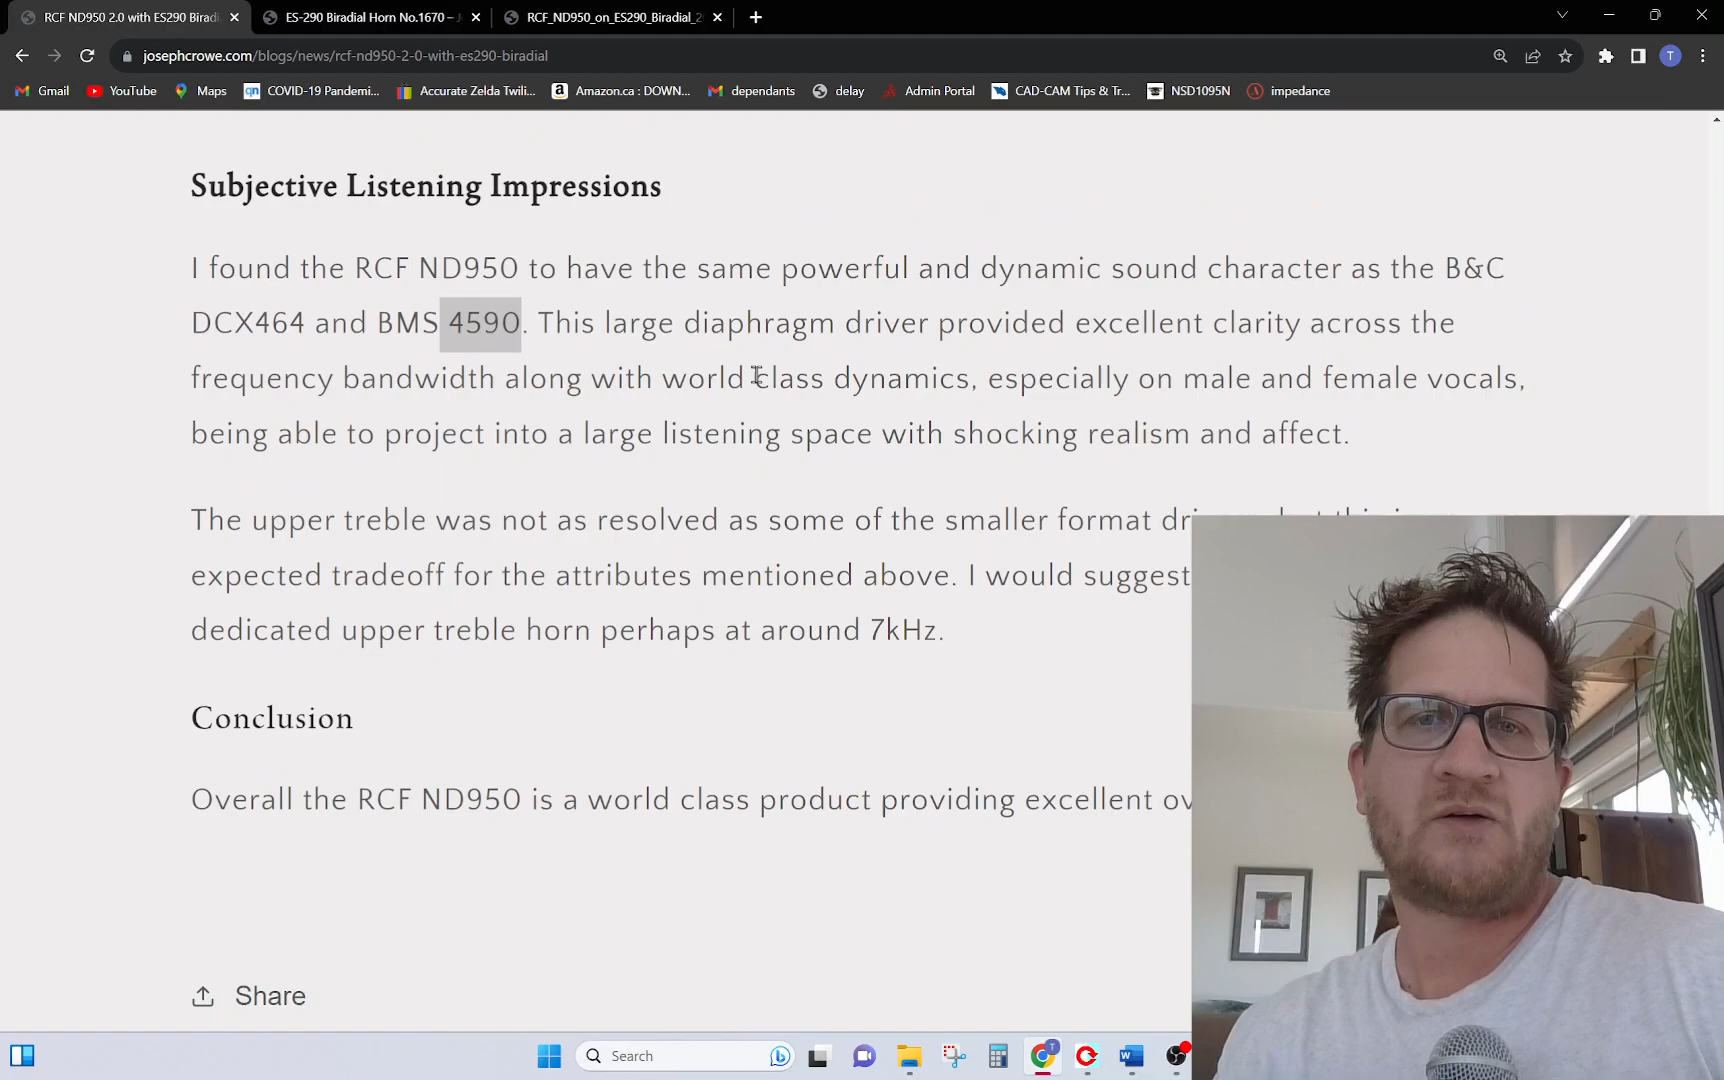 RCF ND950 2.0 with ES290 Biradi
ES-290 Biradial Horn No.1670 –
RCF_ND950_on_ES290_Biradial_2
josephcrowe.com/blogs/news/rcf-nd950-2-0-with-es290-biradial
T
Gmail
YouTube
Maps
qn
COVID-19 Pandemi...
Accurate Zelda Twili...
Amazon.ca : DOWN...
dependants
delay
Admin Portal
CAD-CAM Tips & Tr...
NSD1095N
impedance
Subjective Listening Impressions
I found the RCF ND950 to have the same powerful and dynamic sound character as the B&C
DCX464 and BMS 4590. This large diaphragm driver provided excellent clarity across the
frequency bandwidth along with world class dynamics, especially on male and female vocals,
being able to project into a large listening space with shocking realism and affect.
The upper treble was not as resolved as some of the smaller format
expected tradeoff for the attributes mentioned above. I would suggest
dedicated upper treble horn perhaps at around 7kHz.
Conclusion
Overall the RCF ND950 is a world class product providing excellent
Share
Search